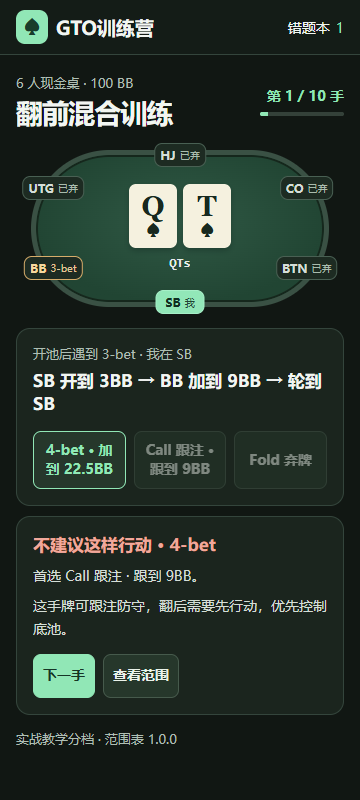 GTO训练营
错题本 1
6 人现金桌 · 100 BB
翻前混合训练
第 1 / 10 手
HJ 已弃
UTG 已弃
CO 已弃
Q
T
QTs
BB 3-bet
BTN 已弃
SB 我
开池后遇到 3-bet · 我在 SB
SB 开到 3BB → BB 加到 9BB → 轮到
SB
4-bet · 加
到 22.5BB
Call 跟注 ·
跟到 9BB
Fold 弃牌
不建议这样行动 · 4-bet
首选 Call 跟注 · 跟到 9BB。
这手牌可跟注防守，翻后需要先行动，优先控制
底池。
下一手
查看范围
实战教学分档 · 范围表 1.0.0